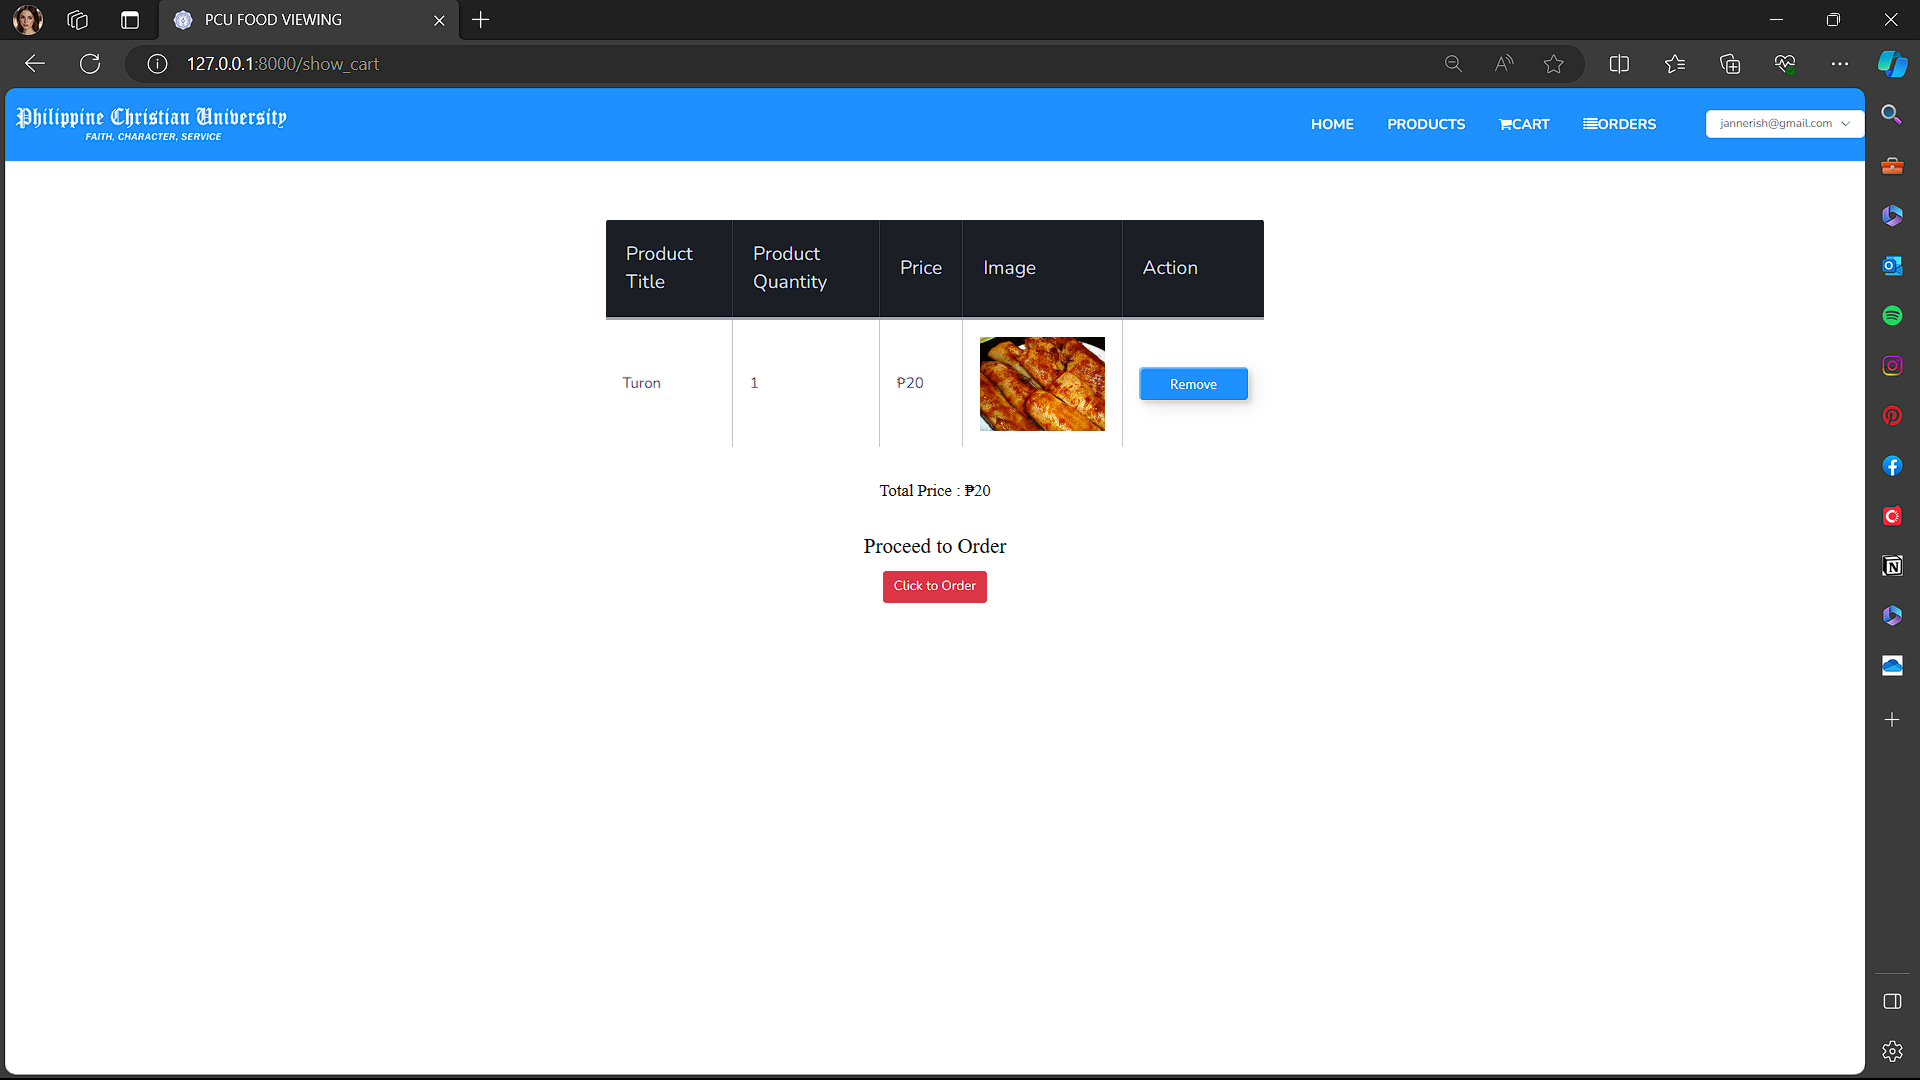 PCU FOOD VIEWING
127.0.0.1:8000/show_cart
Philippine Christian University
FAITH, CHARACTER, SERVICE
HOME PRODUCTS CART ORDERS jannerish@gmail.com
Product Title Product Quantity Price Image Action
Turon 1 ₱20 Remove
Total Price : ₱20
Proceed to Order
Click to Order